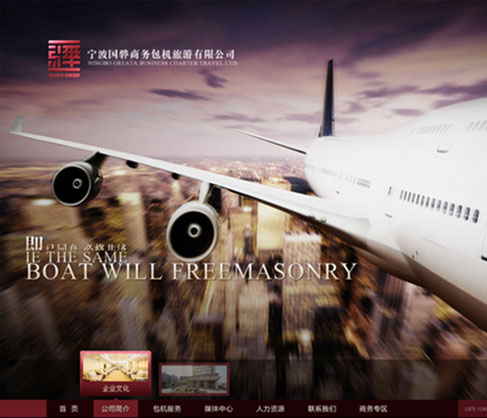 宁波国骅商务包机旅游有限公司
NINGBO GREATA BUSINESS CHARTER TRAVEL LTD.
即
IE THE SAME
BOAT WILL FREEMASONRY
企业文化
首 页 公司简介 包机服务 媒体中心 人力资源 联系我们 商务专区